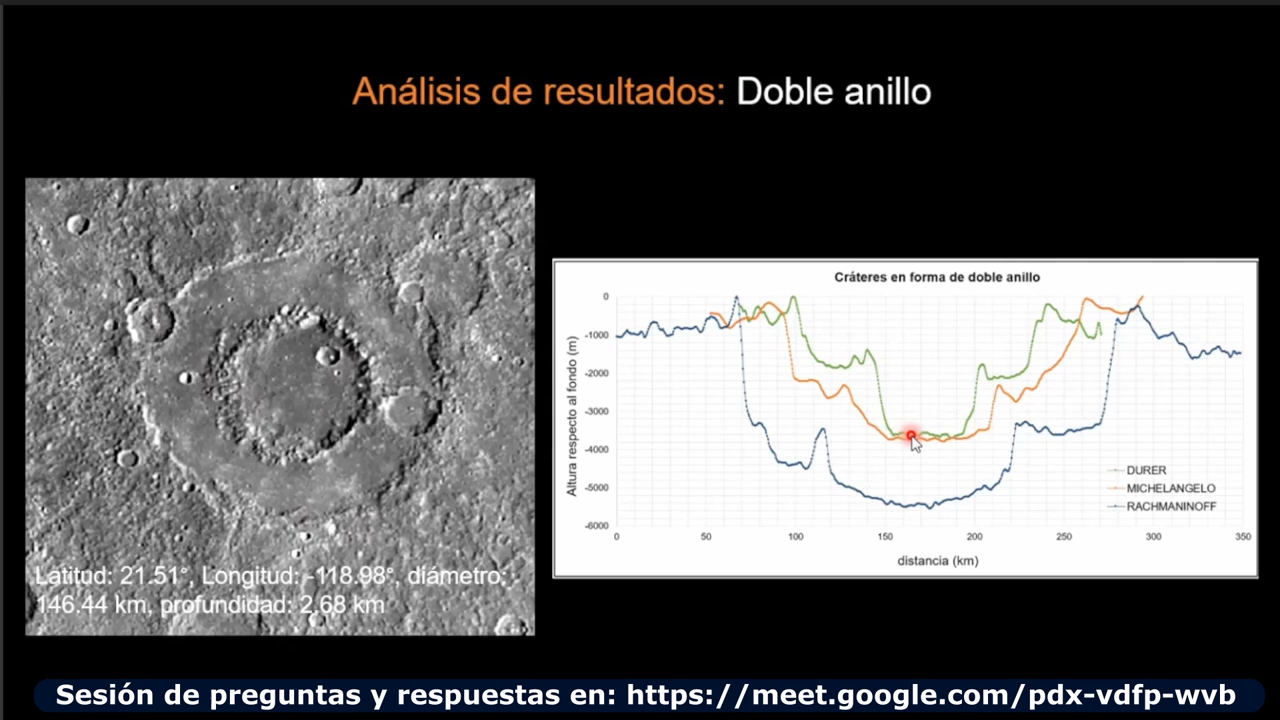 Análisis de resultados: Doble anillo
Cráteres en forma de doble anillo
Altura respecto al fondo (m)
0
-1000
-2000
-3000
-4000
-5000
-6000
0 50 100 150 200 250 300 350
distancia (km)
DURER
MICHELANGELO
RACHMANINOFF
Latitud: 21.51°, Longitud: -118.98°, diámetro:
146.44 km, profundidad: 2.68 km
Sesión de preguntas y respuestas en: https://meet.google.com/pdx-vdfp-wvb